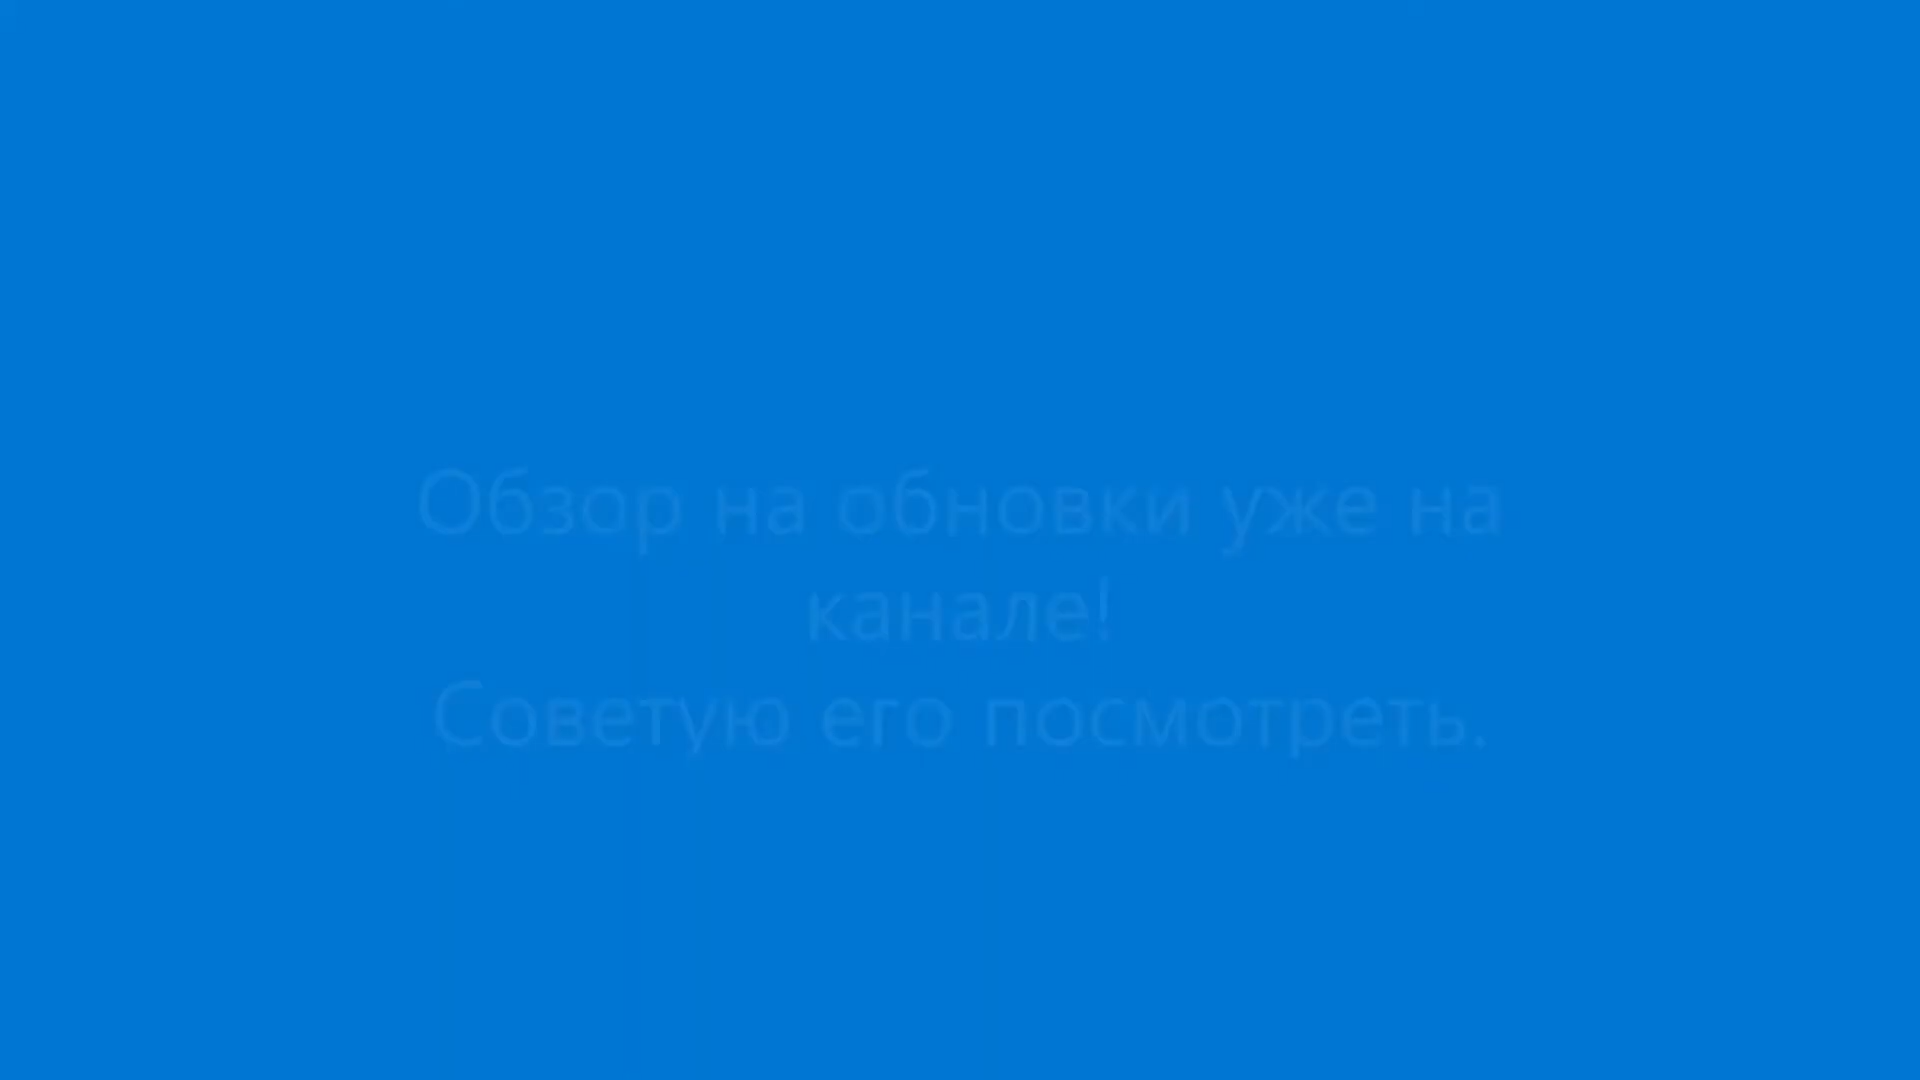 Обзор на обновки уже на
канале!
Советую его посмотреть.